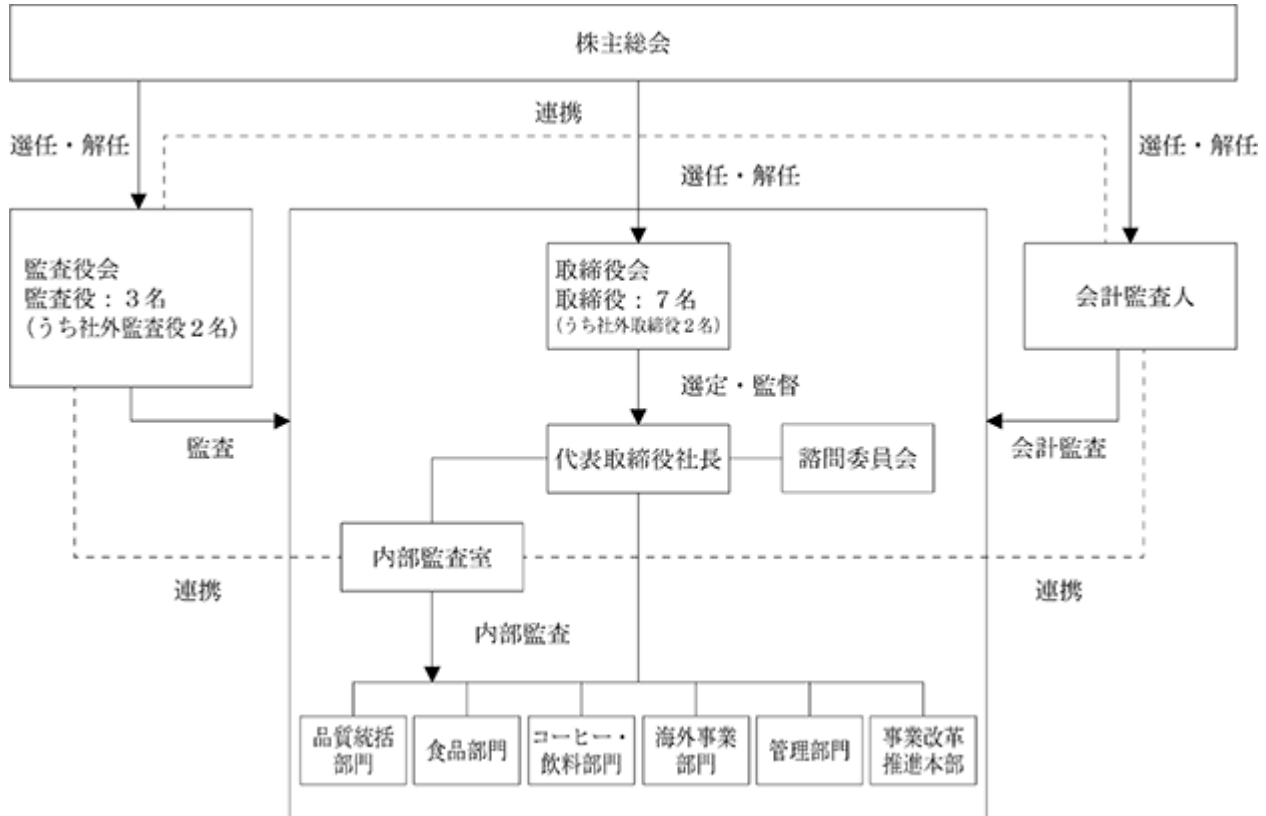 株主総会
連携
選任・解任
選任・解任
選任・解任
監査役会
監査役：３名
(うち社外監査役２名)
取締役会
取締役：７名
(うち社外取締役２名)
会計監査人
選定・監督
監査
代表取締役社長
諮問委員会
会計監査
内部監査室
連携
連携
内部監査
品質統括
部門
食品部門
コーヒー・
飲料部門
海外事業
部門
管理部門
事業改革
推進本部